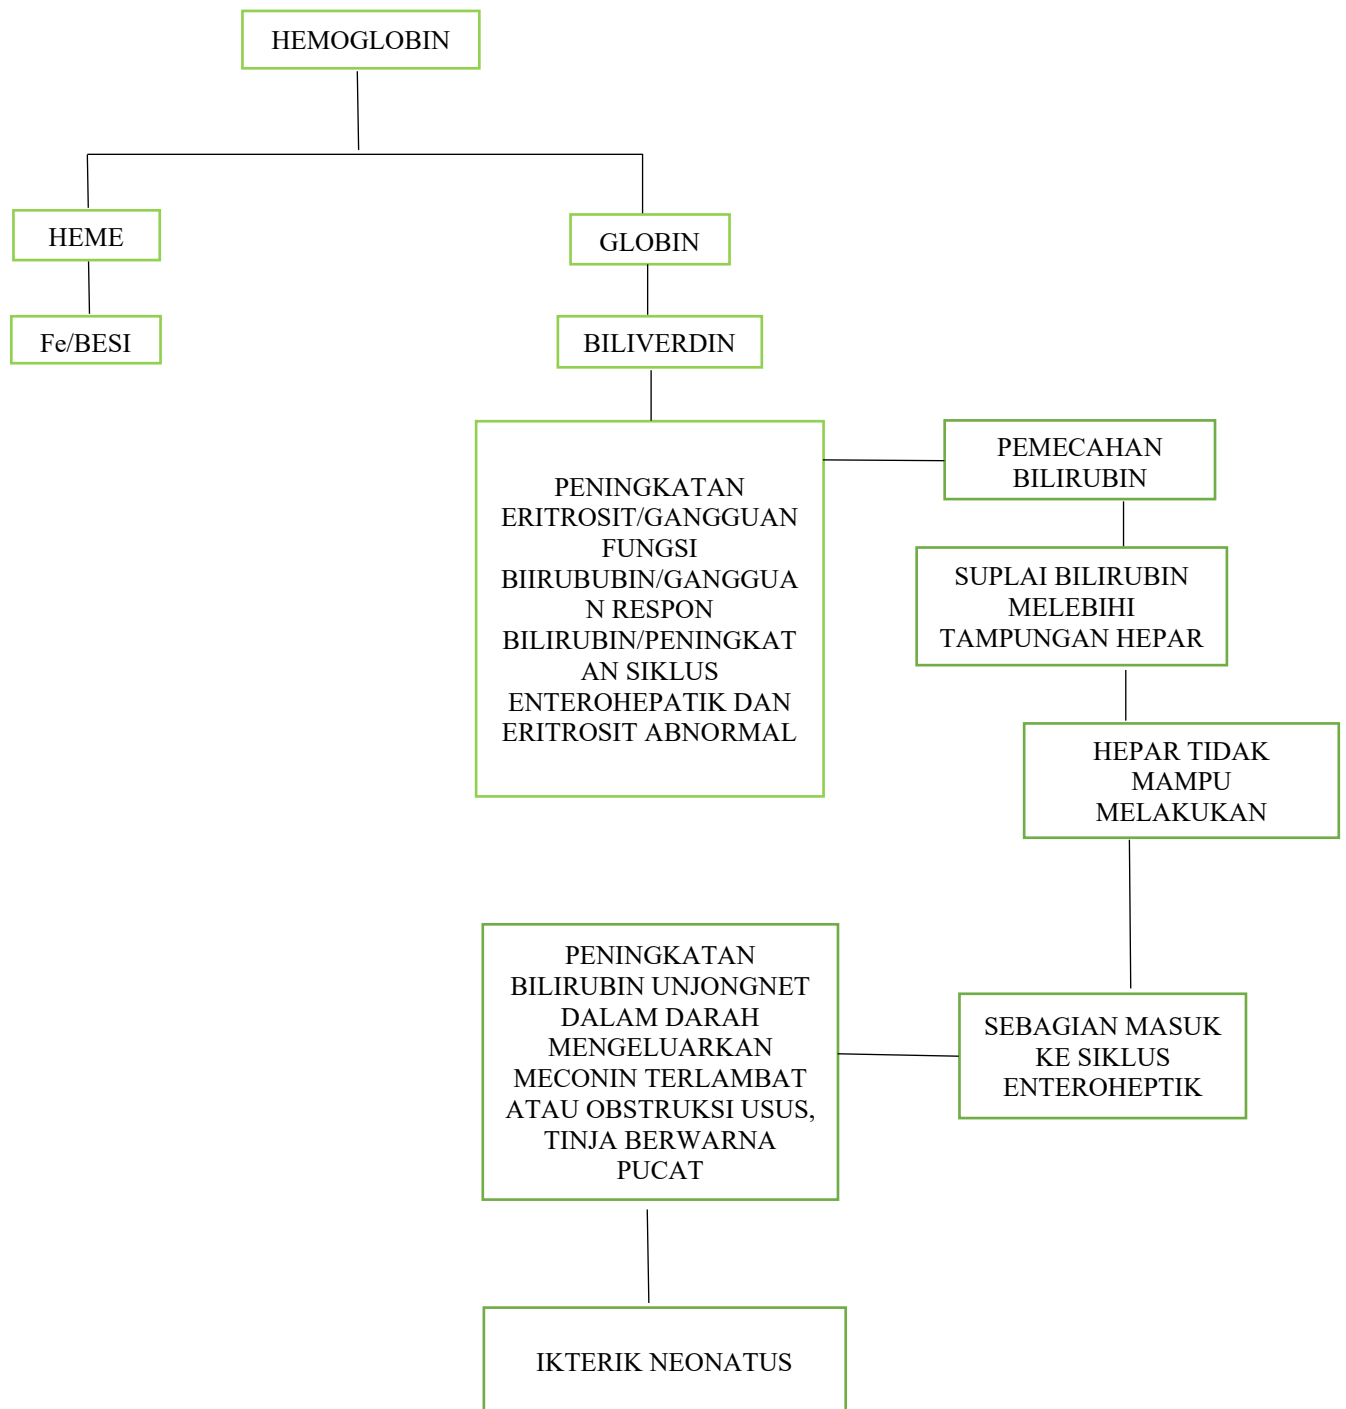 HEMOGLOBIN
HEME
GLOBIN
Fe/BESI
BILIVERDIN
PENINGKATAN
ERITROSIT/GANGGUAN
FUNGSI
BIIRUBUBIN/GANGGUA
N RESPON
BILIRUBIN/PENINGKAT
AN SIKLUS
ENTEROHEPATIK DAN
ERITROSIT ABNORMAL
PEMECAHAN
BILIRUBIN
SUPLAI BILIRUBIN
MELEBIHI
TAMPUNGAN HEPAR
HEPAR TIDAK
MAMPU
MELAKUKAN
SEBAGIAN MASUK
KE SIKLUS
ENTEROHEPTIK
PENINGKATAN
BILIRUBIN UNJONGNET
DALAM DARAH
MENGELUARKAN
MECONIN TERLAMBAT
ATAU OBSTRUKSI USUS,
TINJA BERWARNA
PUCAT
IKTERIK NEONATUS